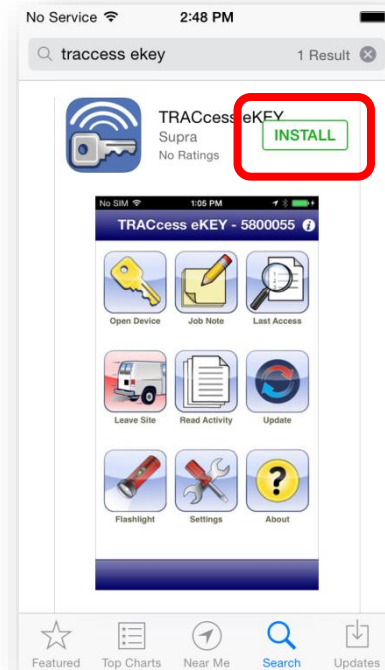 No Service 2:48 PM
traccess ekey 1 Result
TRACcess eKEY
Supra
INSTALL
No Ratings
No SIM 1:05 PM
TRACcess eKEY - 5800055
Open Device Job Note Last Access
Leave Site Read Activity Update
?
Flashlight Settings About
Featured Top Charts Near Me Search Updates